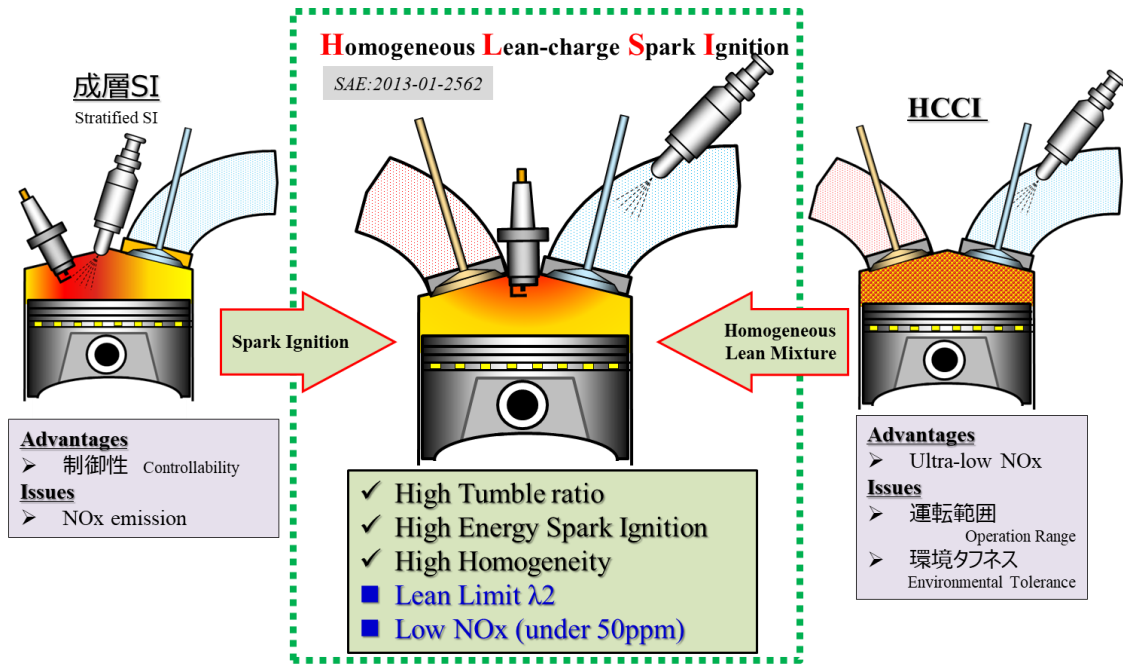 Homogeneous Lean-charge Spark Ignition
SAE:2013-01-2562
成層SI
Stratified SI
HCCI
Spark Ignition
Homogeneous
Lean Mixture
Advantages
➢ 制御性 Controllability
Issues
➢ NOx emission
✓ High Tumble ratio
✓ High Energy Spark Ignition
✓ High Homogeneity
■ Lean Limit λ2
■ Low NOx (under 50ppm)
Advantages
➢ Ultra-low NOx
Issues
➢ 運転範囲
Operation Range
➢ 環境タフネス
Environmental Tolerance